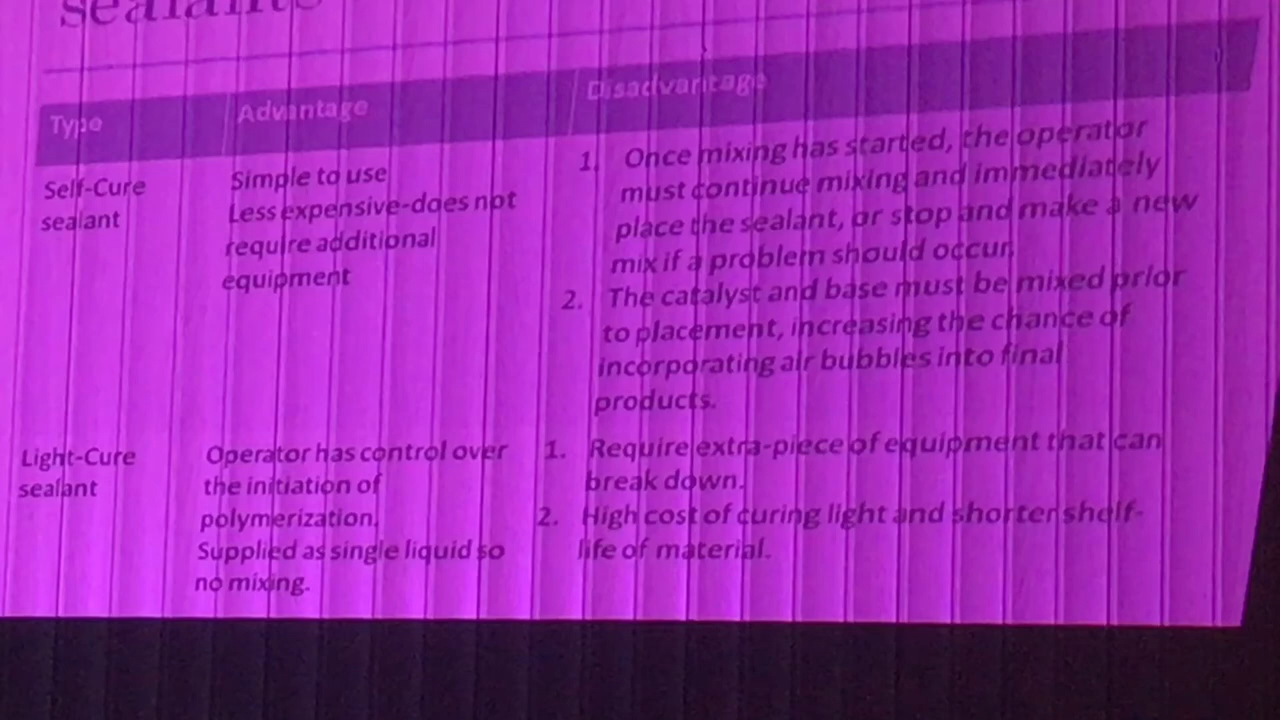 sealants
Type Advantage Disadvantage
Self-Cure
sealant
Simple to use
Less expensive-does not
require additional
equipment
1. Once mixing has started, the operator
must continue mixing and immediately
place the sealant, or stop and make a new
mix if a problem should occur.
2. The catalyst and base must be mixed prior
to placement, increasing the chance of
incorporating air bubbles into final
products.
Light-Cure
sealant
Operator has control over
the initiation of
polymerization.
Supplied as single liquid so
no mixing.
1. Require extra-piece of equipment that can
break down.
2. High cost of curing light and shorter shelf-
life of material.